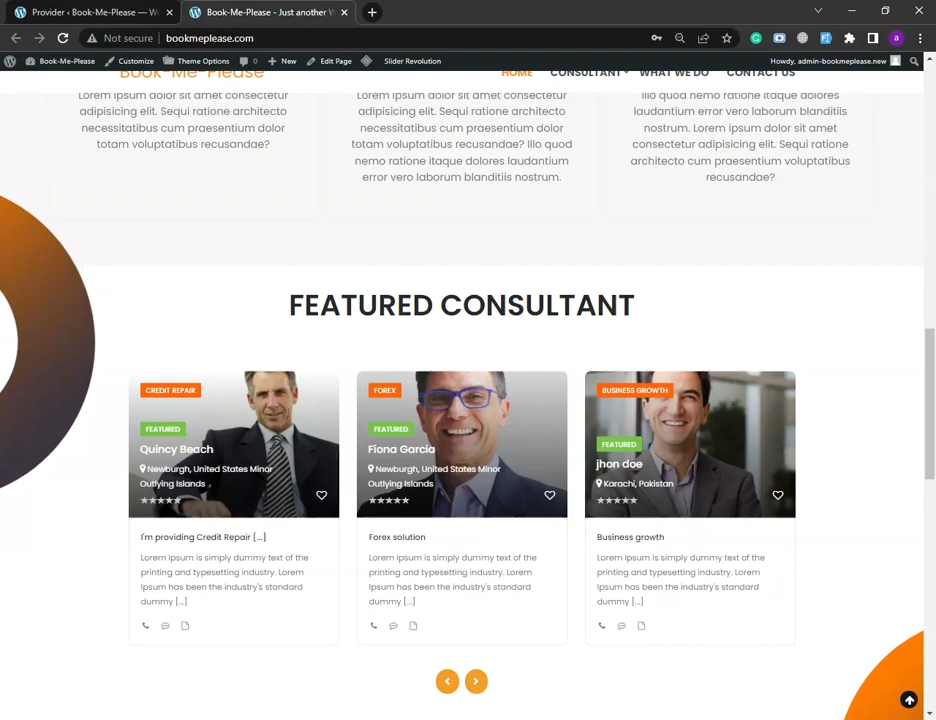 Provider ‹ Book-Me-Please — W
Book-Me-Please - Just another W
Not secure
bookmeplease.com
Book-Me-Please
Customize
Theme Options
0
New
Edit Page
Slider Revolution
Howdy, admin-bookmeplease.new
Book-Me-Please
HOME
CONSULTANT
WHAT WE DO
CONTACT US
Lorem ipsum dolor sit amet consectetur
adipisicing elit. Sequi ratione architecto
necessitatibus cum praesentium dolor
totam voluptatibus recusandae?
Lorem ipsum dolor sit amet consectetur
adipisicing elit. Sequi ratione architecto
necessitatibus cum praesentium dolor
totam voluptatibus recusandae? Illo quod
nemo ratione itaque dolores laudantium
error vero laborum blanditiis nostrum.
Illo quod nemo ratione itaque dolores
laudantium error vero laborum blanditiis
nostrum. Lorem ipsum dolor sit amet
consectetur adipisicing elit. Sequi ratione
architecto cum praesentium voluptatibus
recusandae?
FEATURED CONSULTANT
CREDIT REPAIR
FEATURED
Quincy Beach
Newburgh, United States Minor
Outlying Islands
I'm providing Credit Repair [...]
Lorem Ipsum is simply dummy text of the
printing and typesetting industry. Lorem
Ipsum has been the industry's standard
dummy [...]
FOREX
FEATURED
Fiona Garcia
Newburgh, United States Minor
Outlying Islands
Forex solution
Lorem Ipsum is simply dummy text of the
printing and typesetting industry. Lorem
Ipsum has been the industry's standard
dummy [...]
BUSINESS GROWTH
FEATURED
jhon doe
Karachi, Pakistan
Business growth
Lorem Ipsum is simply dummy text of the
printing and typesetting industry. Lorem
Ipsum has been the industry's standard
dummy [...]